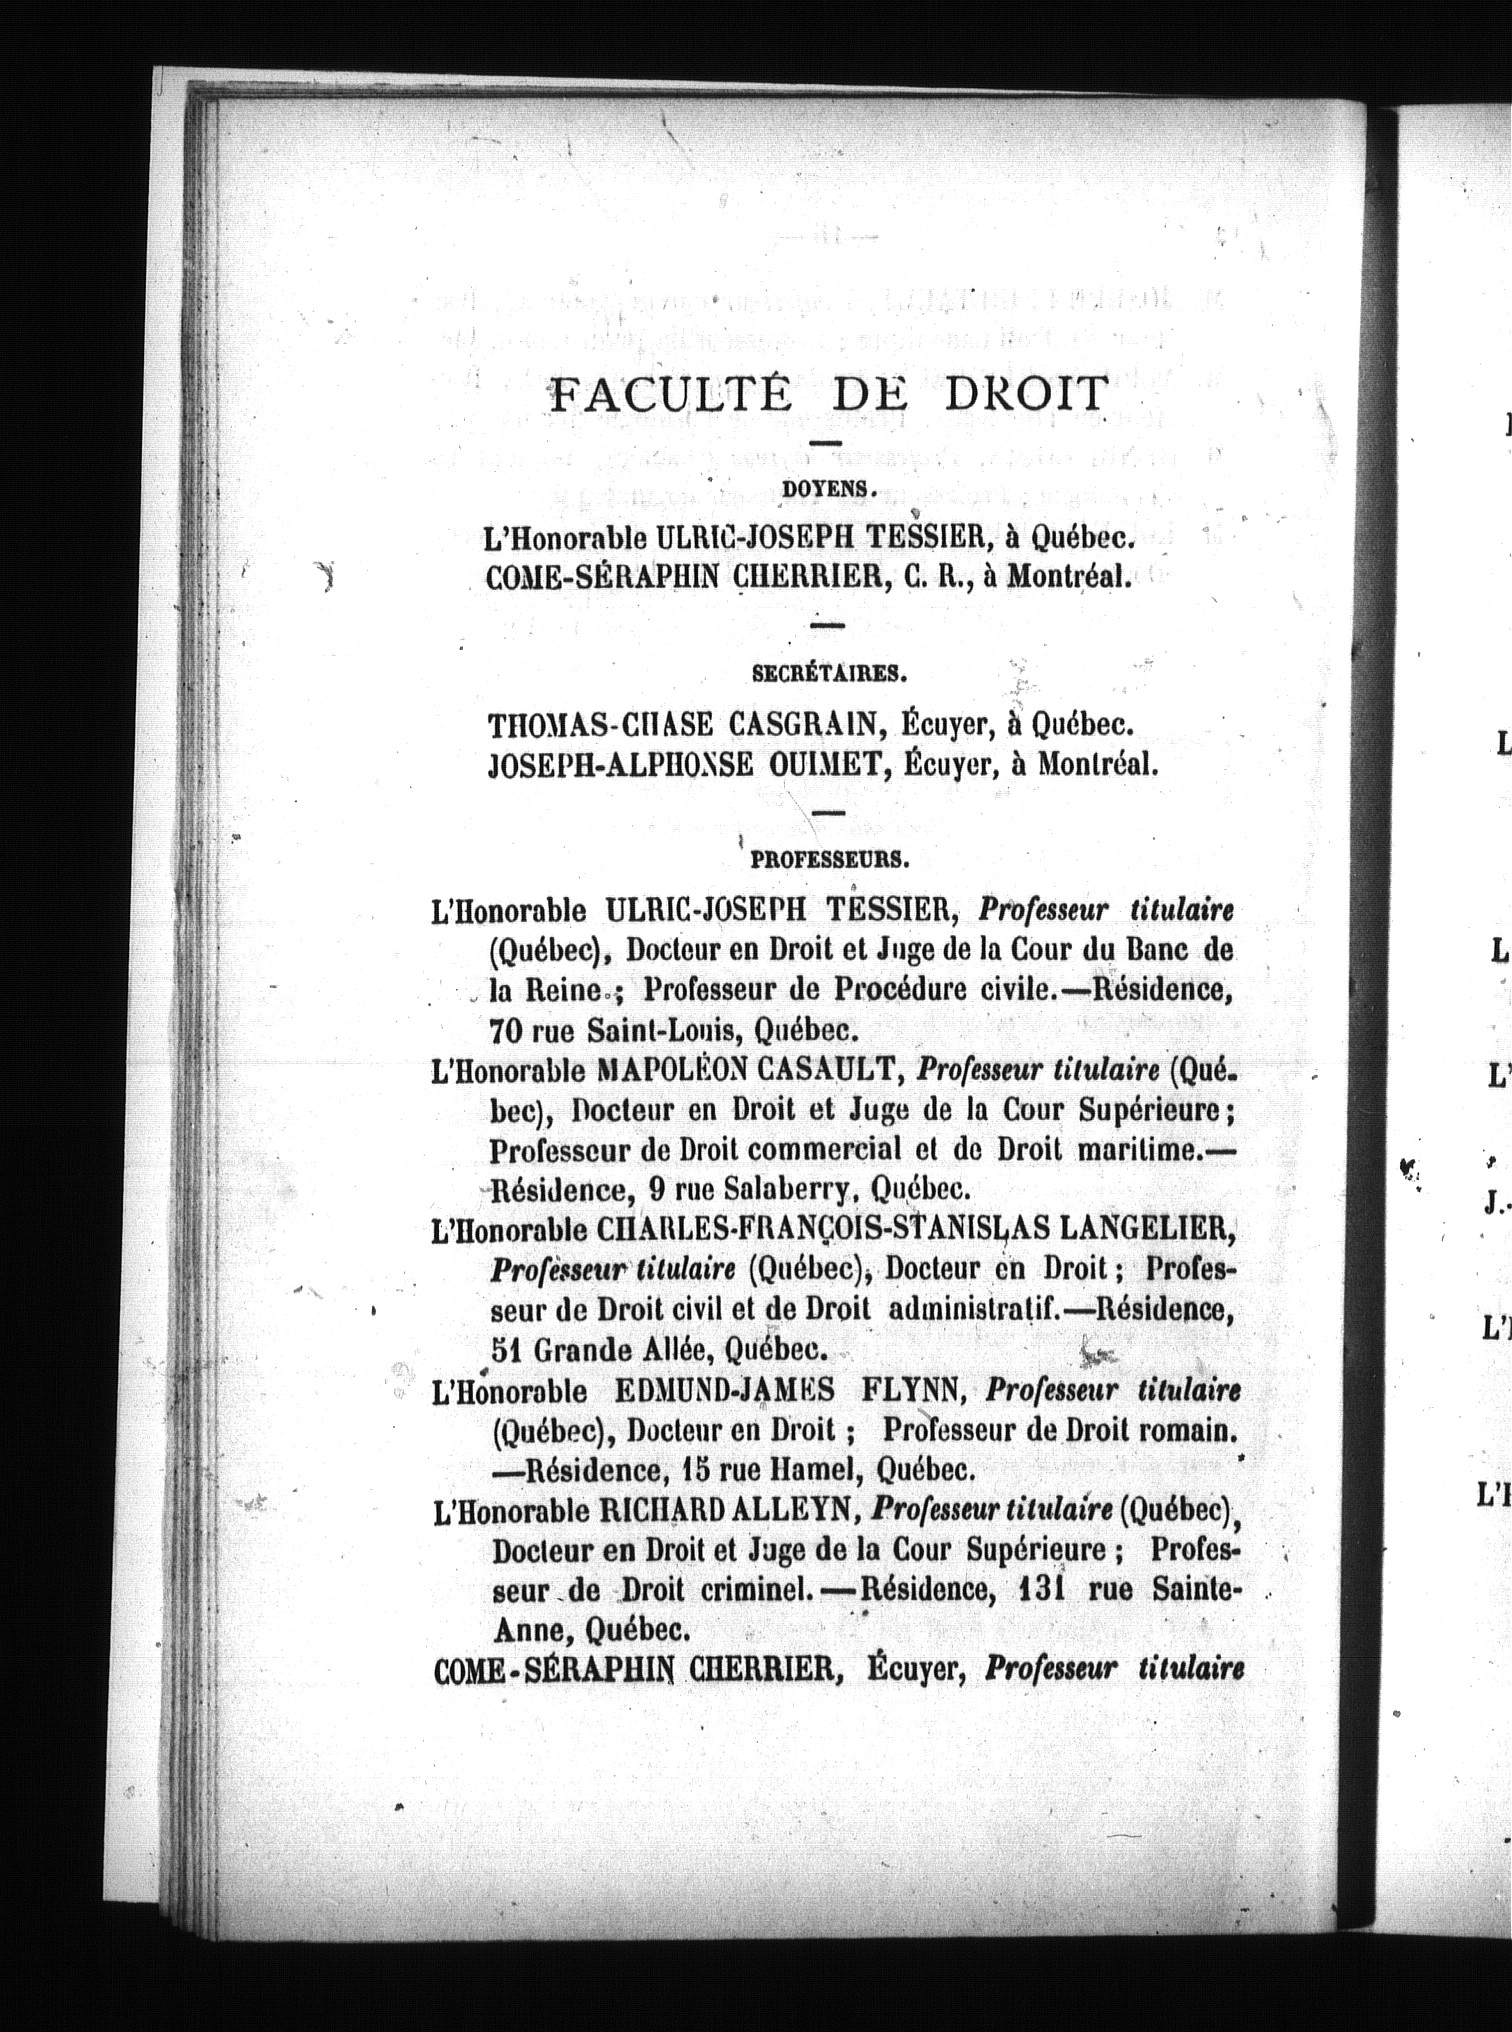 FACULTÉ DE DROIT
DOYENS.
L'Honorable ULRIC-JOSEPH TESSIER, à Québec.
COME-SÉRAPHIN CHERRIER, C. R., à Montréal.
SECRÉTAIRES.
THOMAS-CHASE CASGRAIN, Écuyer, à Québec.
JOSEPH-ALPHONSE OUIMET, Écuyer, à Montréal.
PROFESSEURS.
L'Honorable ULRIC-JOSEPH TESSIER, Professeur titulaire
(Québec), Docteur en Droit et Juge de la Cour du Banc de
la Reine ; Professeur de Procédure civile.—Résidence,
70 rue Saint-Louis, Québec.
L'Honorable MAPOLÉON CASAULT, Professeur titulaire (Qué-
bec), Docteur en Droit et Juge de la Cour Supérieure ;
Professeur de Droit commercial et de Droit maritime.—
Résidence, 9 rue Salaberry, Québec.
L'Honorable CHARLES-FRANÇOIS-STANISLAS LANGELIER,
Professeur titulaire (Québec), Docteur en Droit ; Profes-
seur de Droit civil et de Droit administratif.—Résidence,
51 Grande Allée, Québec.
L'Honorable EDMUND-JAMES FLYNN, Professeur titulaire
(Québec), Docteur en Droit ; Professeur de Droit romain.
—Résidence, 15 rue Hamel, Québec.
L'Honorable RICHARD ALLEYN, Professeur titulaire (Québec),
Docteur en Droit et Juge de la Cour Supérieure ; Profes-
seur de Droit criminel.—Résidence, 131 rue Sainte-
Anne, Québec.
COME-SÉRAPHIN CHERRIER, Écuyer, Professeur titulaire